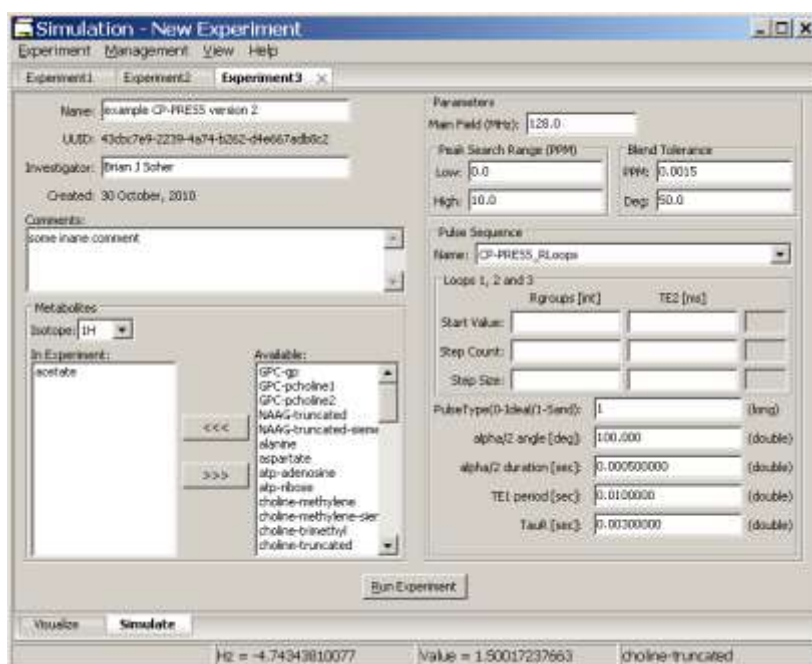 Simulation - New Experiment
Experiment Management View Help
Experiment1 Experiment2 Experiment3
Name: example CP-PRESS version 2
UUID: 43cbc7e9-2239-4a74-b262-d4e667adb8c2
Investigator: Brian J Soher
Created: 30 October, 2010
Comments:
some inane comment
Metabolites
Isotope: 1H
In Experiment:
acetate
<<<
>>>
Available:
GPC-gp
GPC-pcholine1
GPC-pcholine2
NAAG-truncated
NAAG-truncated-sieme
alanine
aspartate
atp-adenosine
atp-ribose
choline-methylene
choline-methylene-sier
choline-trimethyl
choline-truncated
Parameters
Main Field (MHz): 128.0
Peak Search Range (PPM)
Low: 0.0
High: 10.0
Blend Tolerance
PPM: 0.0015
Deg: 50.0
Pulse Sequence
Name: CP-PRESS_RLoops
Loops 1, 2 and 3
Rgroups [int] TE2 [ms]
Start Value:
Step Count:
Step Size:
PulseType(0-Ideal/1-Sand): 1 (long)
alpha/2 angle [deg]: 100.000 (double)
alpha/2 duration [sec]: 0.000500000 (double)
TE1 period [sec]: 0.0100000 (double)
TauR [sec]: 0.00300000 (double)
Run Experiment
Visualize Simulate
Hz = -4.74343810077 Value = 1.50017237663 choline-truncated